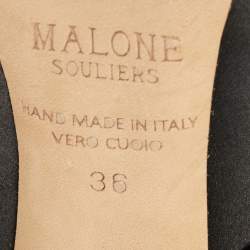 MALONE
SOULIERS
HAND MADE IN ITALY
VERO CUOIO
36